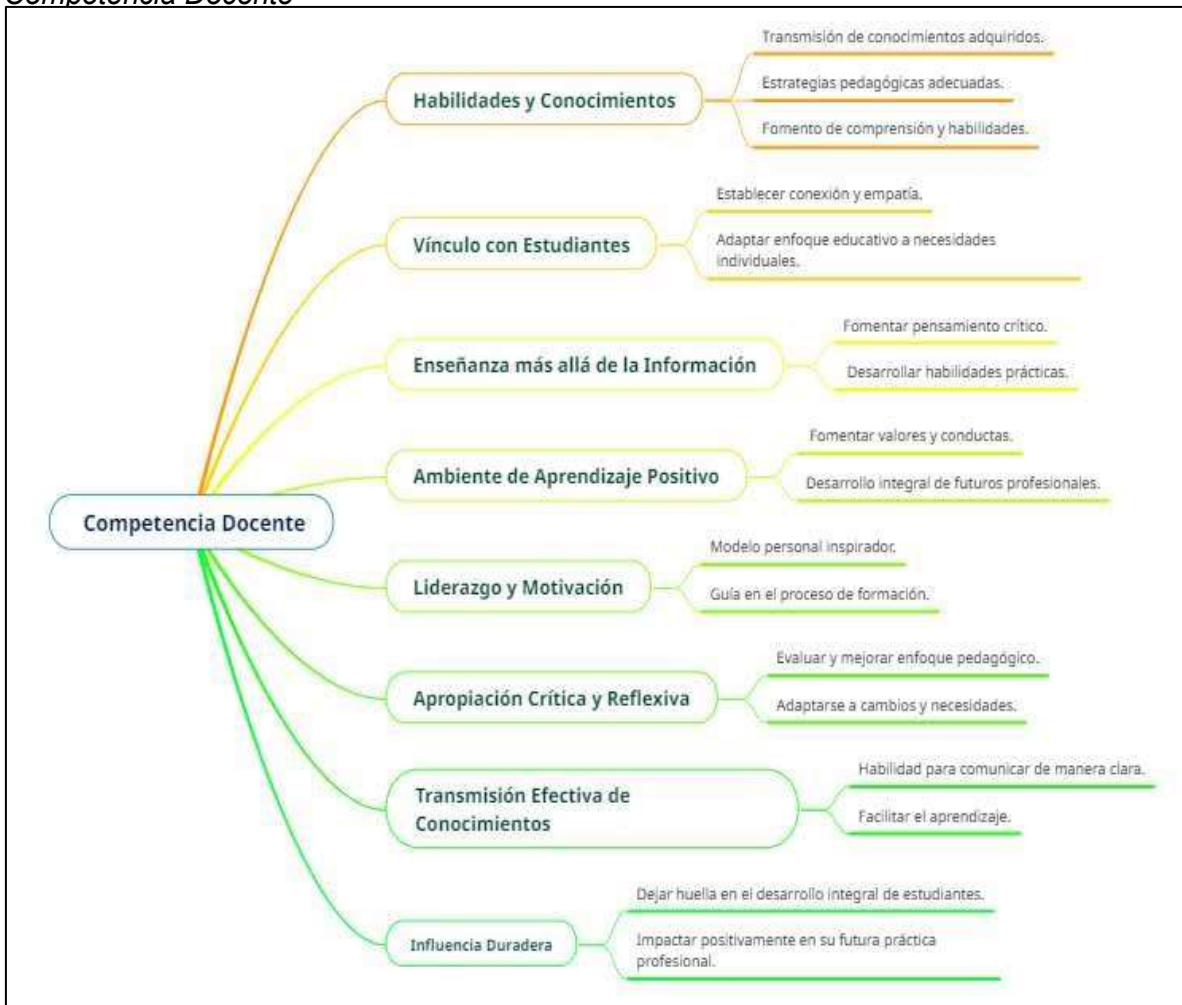 Competencia Docente
Transmisión de conocimientos adquiridos.
Habilidades y Conocimientos
Estrategias pedagógicas adecuadas.
Fomento de comprensión y habilidades.
Establecer conexión y empatía.
Vínculo con Estudiantes
Adaptar enfoque educativo a necesidades
individuales.
Fomentar pensamiento crítico.
Enseñanza más allá de la Información
Desarrollar habilidades prácticas.
Fomentar valores y conductas.
Ambiente de Aprendizaje Positivo
Desarrollo integral de futuros profesionales.
Competencia Docente
Modelo personal inspirador.
Liderazgo y Motivación
Guía en el proceso de formación.
Evaluar y mejorar enfoque pedagógico.
Apropiación Crítica y Reflexiva
Adaptarse a cambios y necesidades.
Habilidad para comunicar de manera clara.
Transmisión Efectiva de
Conocimientos
Facilitar el aprendizaje.
Dejar huella en el desarrollo integral de estudiantes.
Influencia Duradera
Impactar positivamente en su futura práctica
profesional.